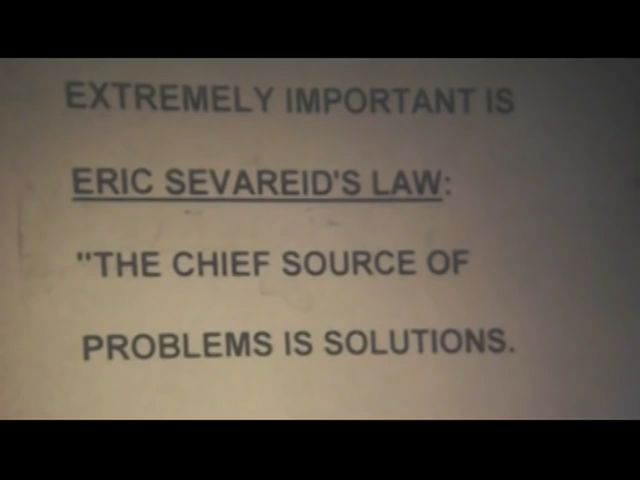 EXTREMELY IMPORTANT IS
ERIC SEVAREID'S LAW:
"THE CHIEF SOURCE OF
PROBLEMS IS SOLUTIONS.